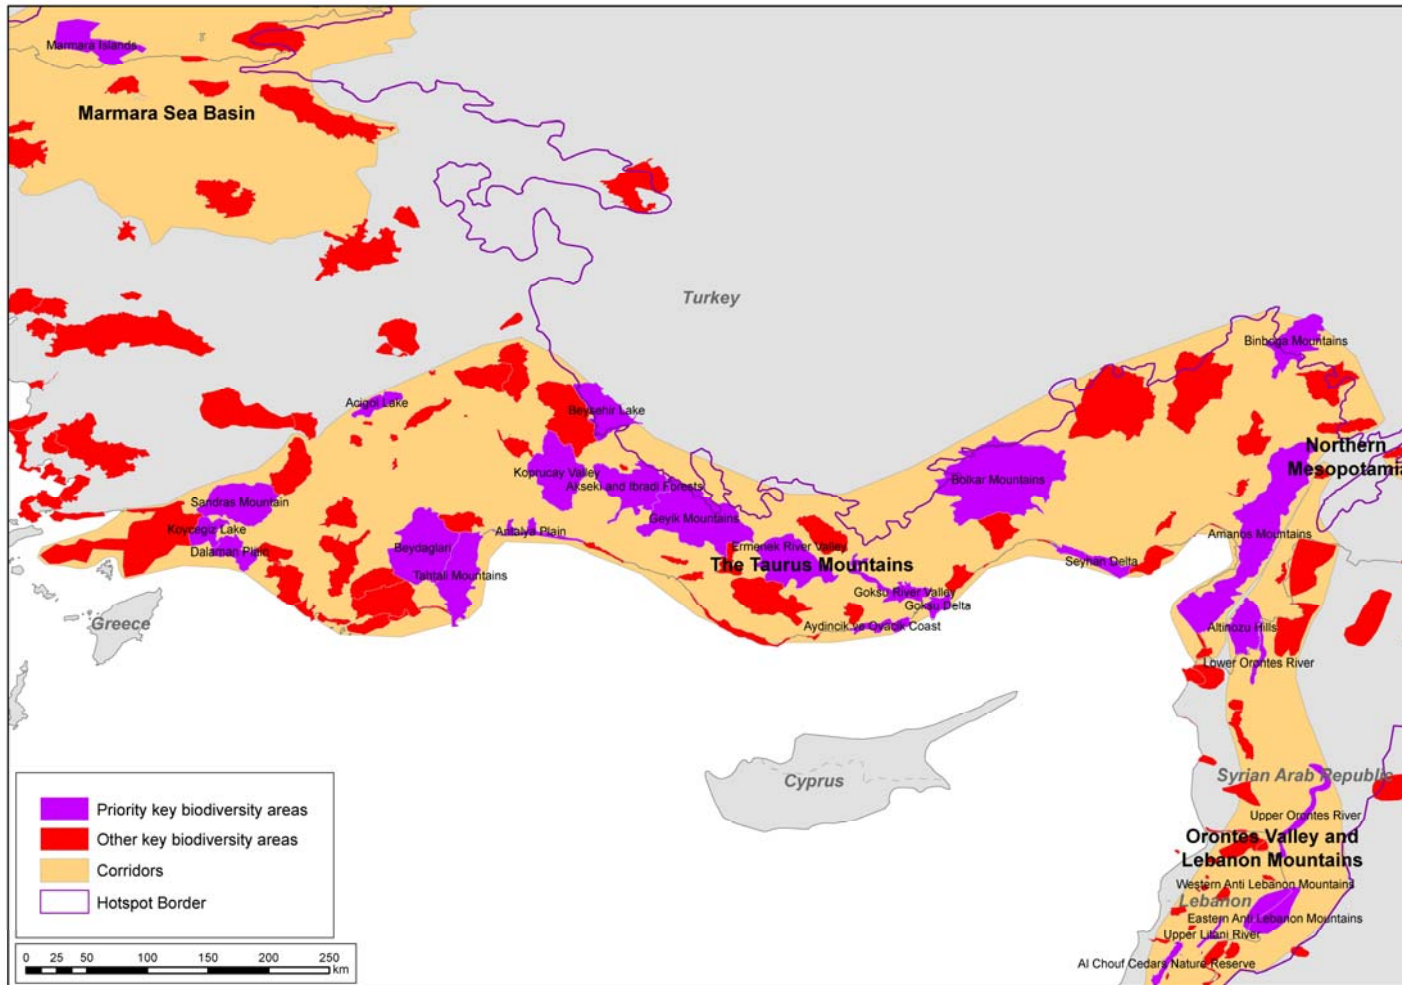 Marmara Islands
Marmara Sea Basin
Turkey
Binboga Mountains
Acigol Lake
Beysehir Lake
Northern
Mesopotamia
Koprucay Valley
Bolkar Mountains
Akseki and Ibradi Forests
Sandras Mountain
Geyik Mountains
Koycegiz Lake
Antalya Plain
Amanos Mountains
Dalaman Plain
Beydaglari
Ermenek River Valley
The Taurus Mountains
Seyhan Delta
Tahtali Mountains
Goksu River Valley
Goksu Delta
Greece
Aydincik ve Ovacik Coast
Altinozu Hills
Lower Orontes River
Cyprus
Syrian Arab Republic
Upper Orontes River
Orontes Valley and
Lebanon Mountains
Western Anti Lebanon Mountains
Lebanon
Eastern Anti Lebanon Mountains
Upper Litani River
Al Chouf Cedars Nature Reserve
Priority key biodiversity areas
Other key biodiversity areas
Corridors
Hotspot Border
0 25 50 100 150 200 250
km